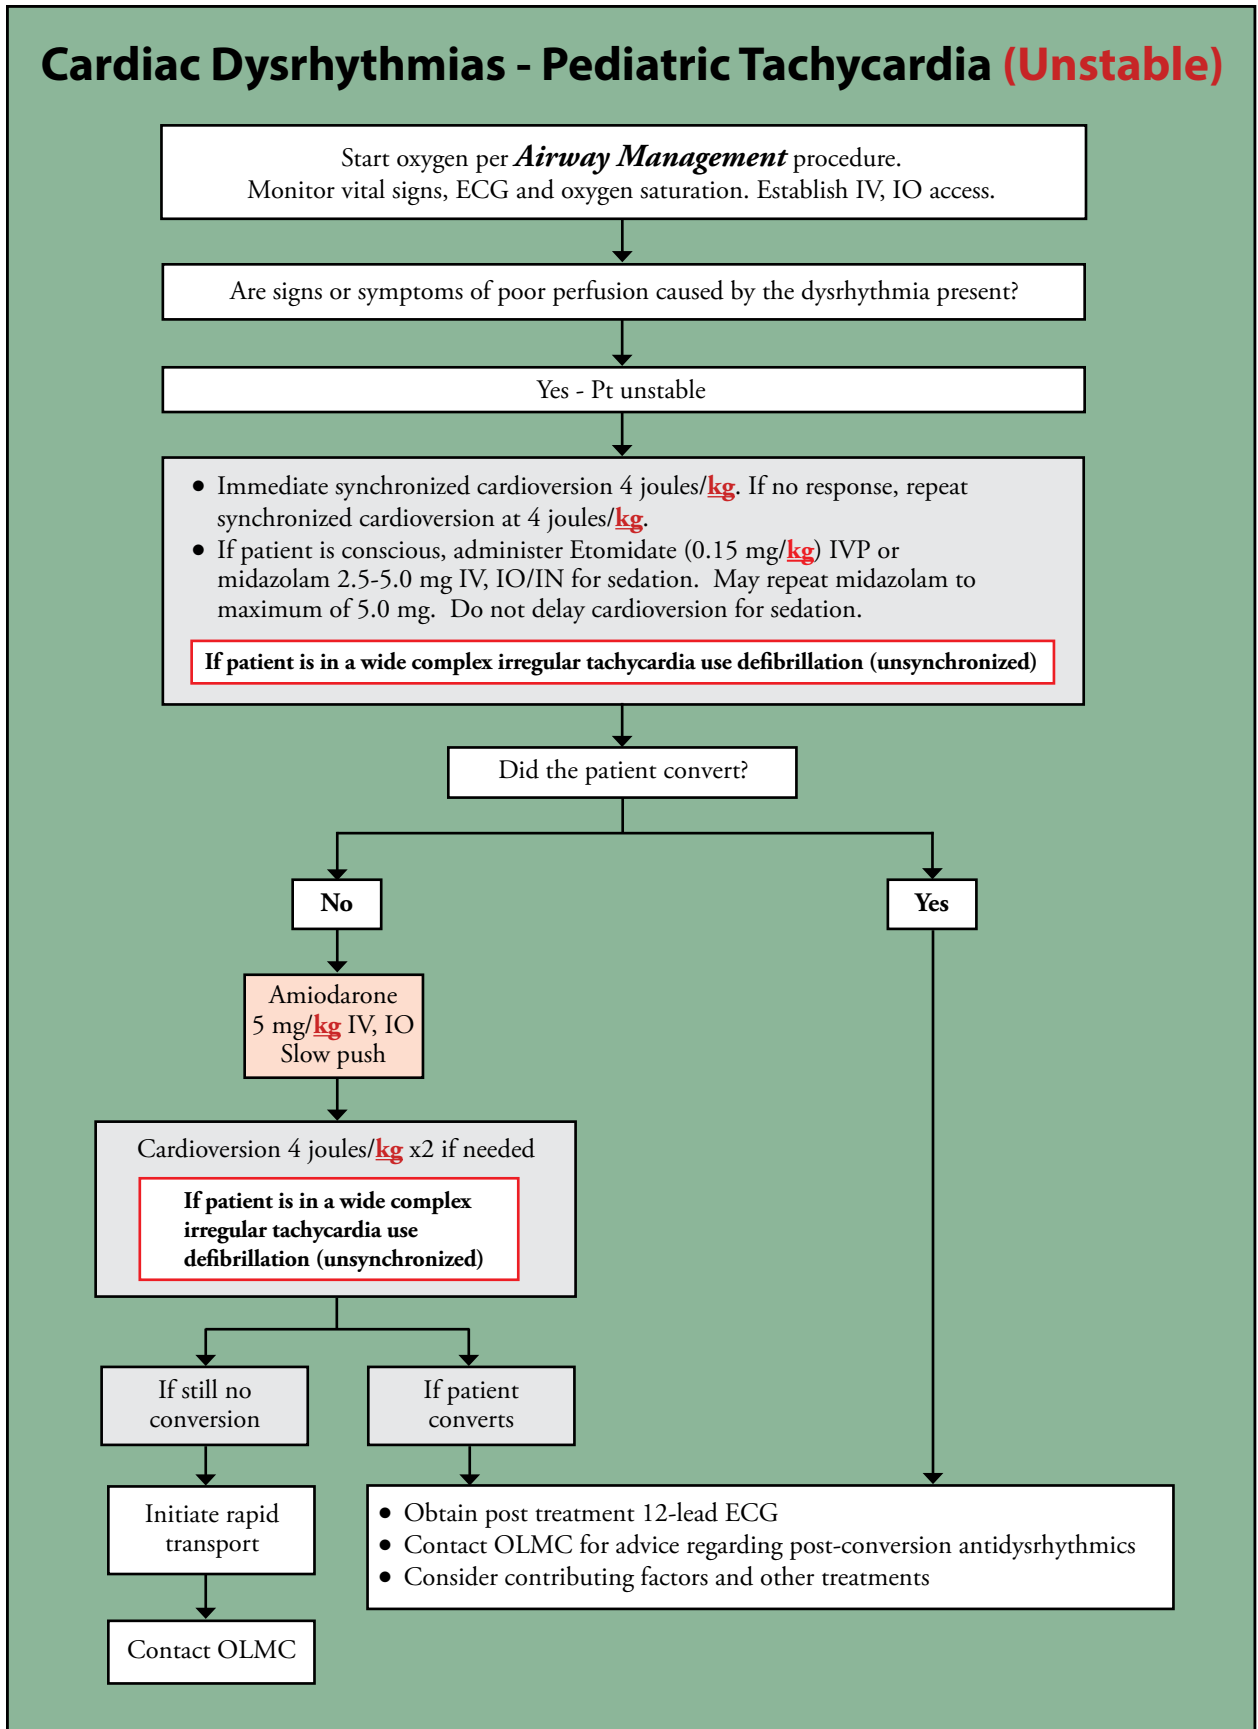 Cardiac Dysrhythmias - Pediatric Tachycardia (Unstable)
Start oxygen per Airway Management procedure.
Monitor vital signs, ECG and oxygen saturation. Establish IV, IO access.
Are signs or symptoms of poor perfusion caused by the dysrhythmia present?
Yes - Pt unstable
• Immediate synchronized cardioversion 4 joules/kg. If no response, repeat
synchronized cardioversion at 4 joules/kg.
• If patient is conscious, administer Etomidate (0.15 mg/kg) IVP or
midazolam 2.5-5.0 mg IV, IO/IN for sedation. May repeat midazolam to
maximum of 5.0 mg. Do not delay cardioversion for sedation.
If patient is in a wide complex irregular tachycardia use defibrillation (unsynchronized)
Did the patient convert?
No
Yes
Amiodarone
5 mg/kg IV, IO
Slow push
Cardioversion 4 joules/kg x2 if needed
If patient is in a wide complex
irregular tachycardia use
defibrillation (unsynchronized)
If still no
conversion
If patient
converts
Initiate rapid
transport
• Obtain post treatment 12-lead ECG
• Contact OLMC for advice regarding post-conversion antidysrhythmics
• Consider contributing factors and other treatments
Contact OLMC